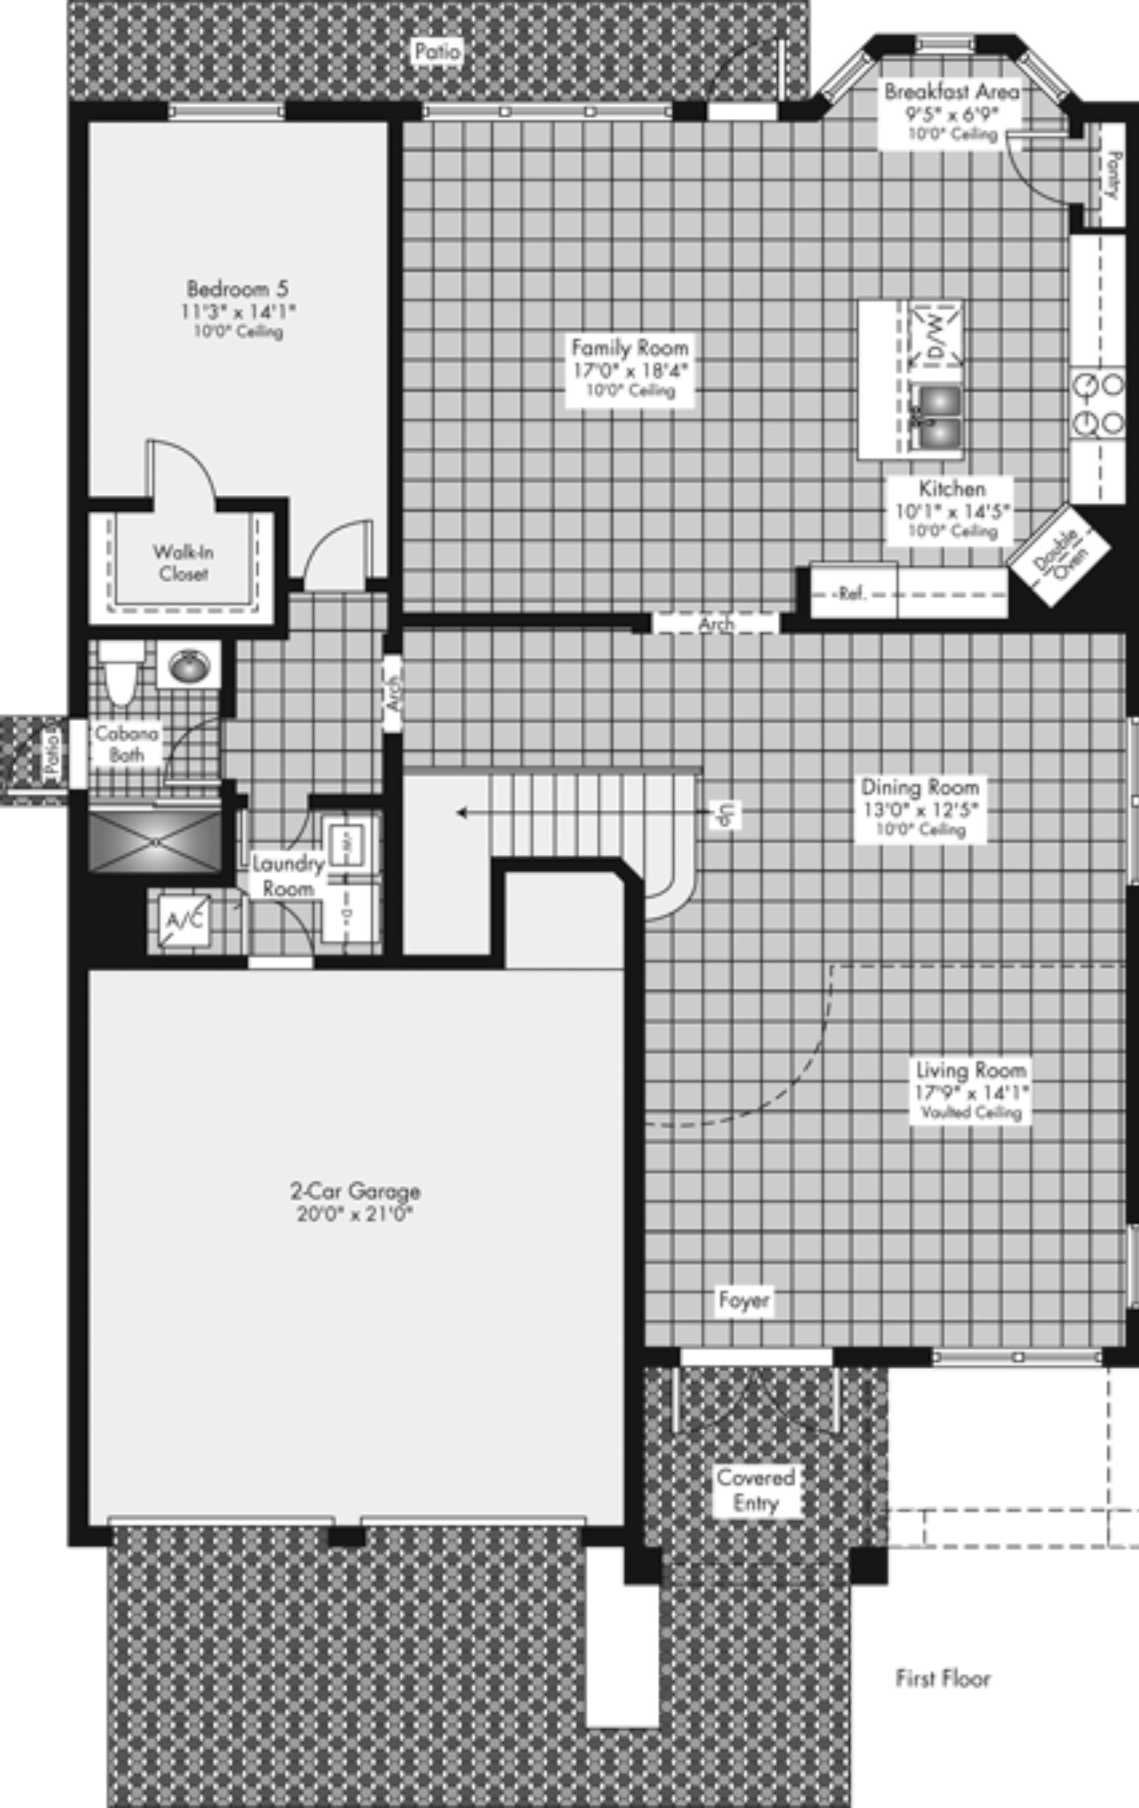 Patio
Breakfast Area
9'5" x 6'9"
10'0" Ceiling
Pantry
Bedroom 5
11'3" x 14'1"
10'0" Ceiling
Family Room
17'0" x 18'4"
10'0" Ceiling
D/W
Kitchen
10'1" x 14'5"
10'0" Ceiling
Double
Oven
Ref.
Walk-In
Closet
Arch
Arch
Cabana
Bath
Patio
Up
Dining Room
13'0" x 12'5"
10'0" Ceiling
Laundry
Room
W
D
A/C
Living Room
17'9" x 14'1"
Vaulted Ceiling
2-Car Garage
20'0" x 21'0"
Foyer
Covered
Entry
First Floor